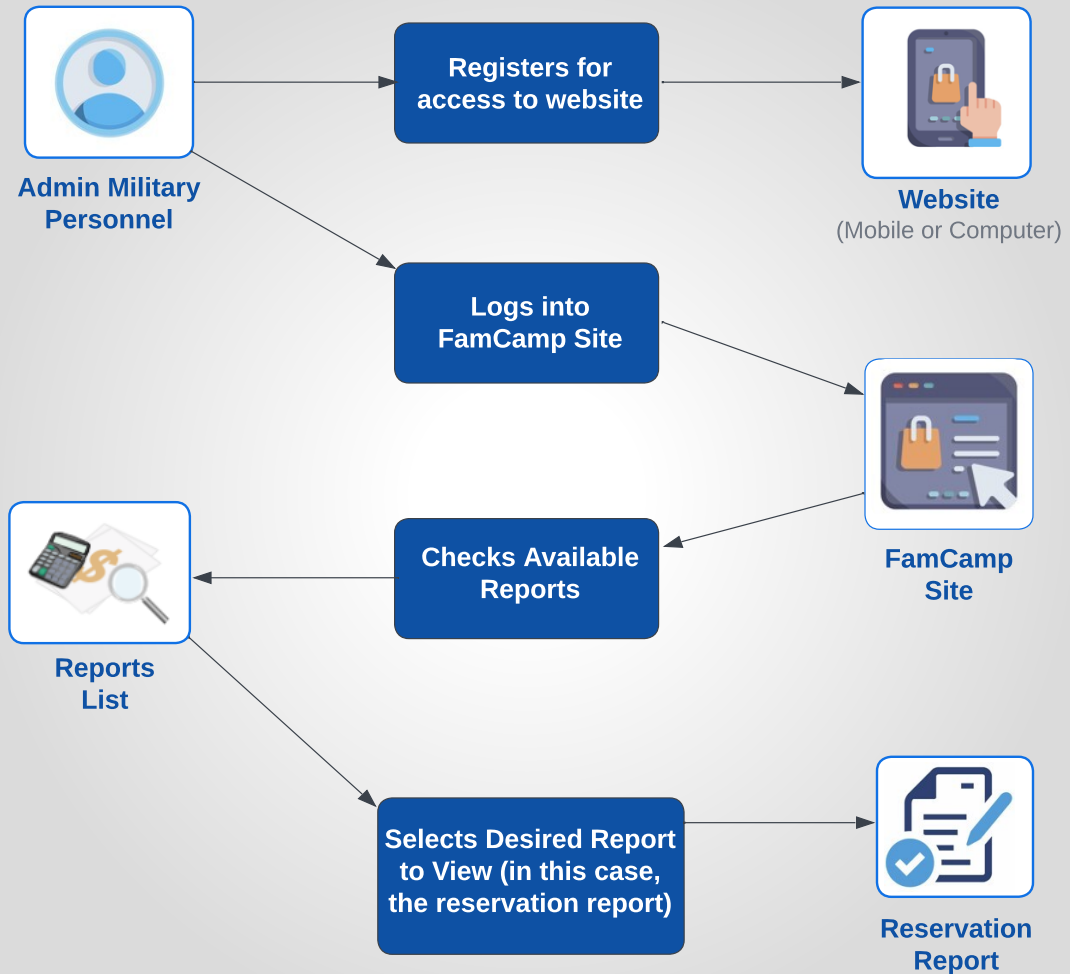 Registers for
access to website
Admin Military
Personnel
Website
(Mobile or Computer)
Logs into
FamCamp Site
Checks Available
Reports
FamCamp
Site
Reports
List
Selects Desired Report
to View (in this case,
the reservation report)
Reservation
Report